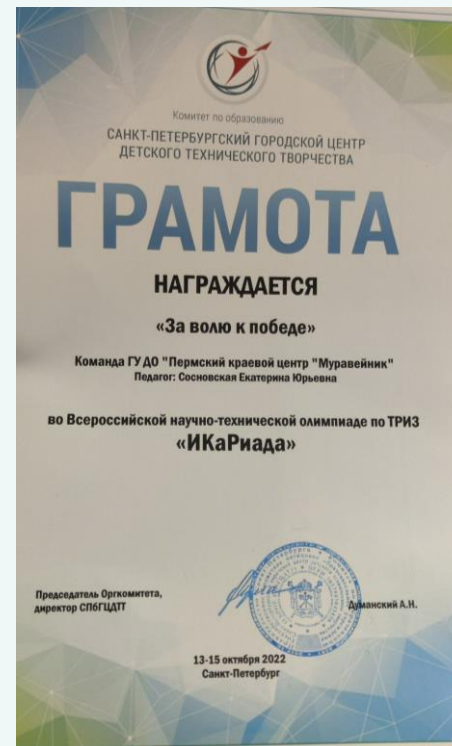 Комитет по образованию
САНКТ-ПЕТЕРБУРГСКИЙ ГОРОДСКОЙ ЦЕНТР
ДЕТСКОГО ТЕХНИЧЕСКОГО ТВОРЧЕСТВА
ГРАМОТА
НАГРАЖДАЕТСЯ
«За волю к победе»
Команда ГУ ДО "Пермский краевой центр "Муравейник"
Педагог: Сосновская Екатерина Юрьевна
во Всероссийской научно-технической олимпиаде по ТРИЗ
«ИКаРиада»
Председатель Оргкомитета,
директор СПбГЦДТТ
Думанский А.Н.
13-15 октября 2022
Санкт-Петербург